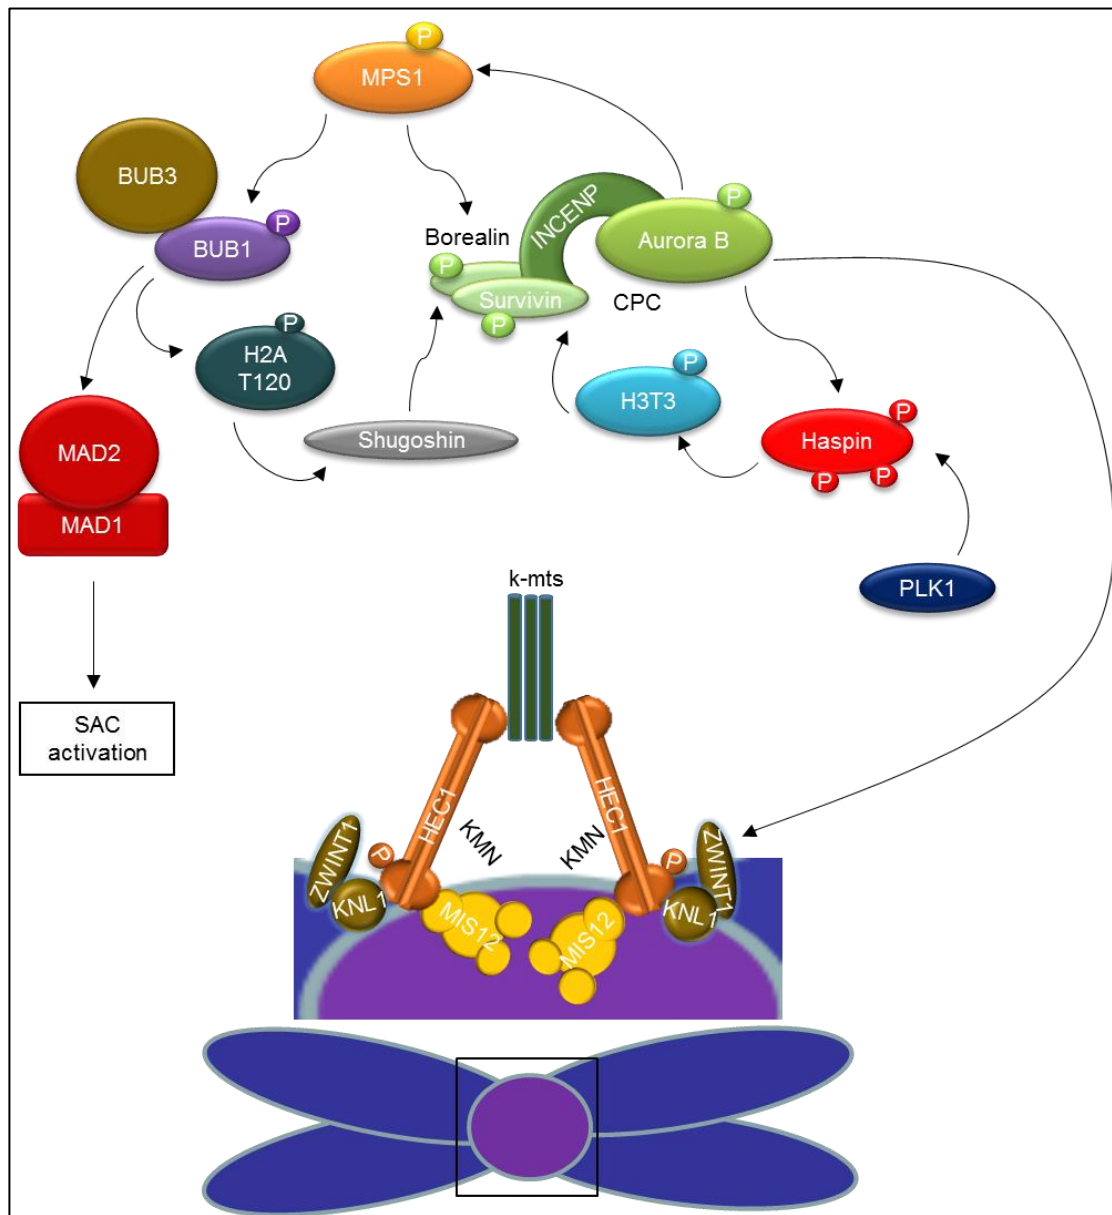 P
MPS1
BUB3
P
BUB1
INCENP
P
Aurora B
Borealin
P
Survivin
P
CPC
P
H2A
T120
P
H3T3
P
Haspin
P
P
Shugoshin
MAD2
MAD1
PLK1
k-mts
SAC
activation
HEC1
HEC1
KMN
KMN
ZWINT1
P
KNL1
MIS12
MIS12
P
KNL1
ZWINT1